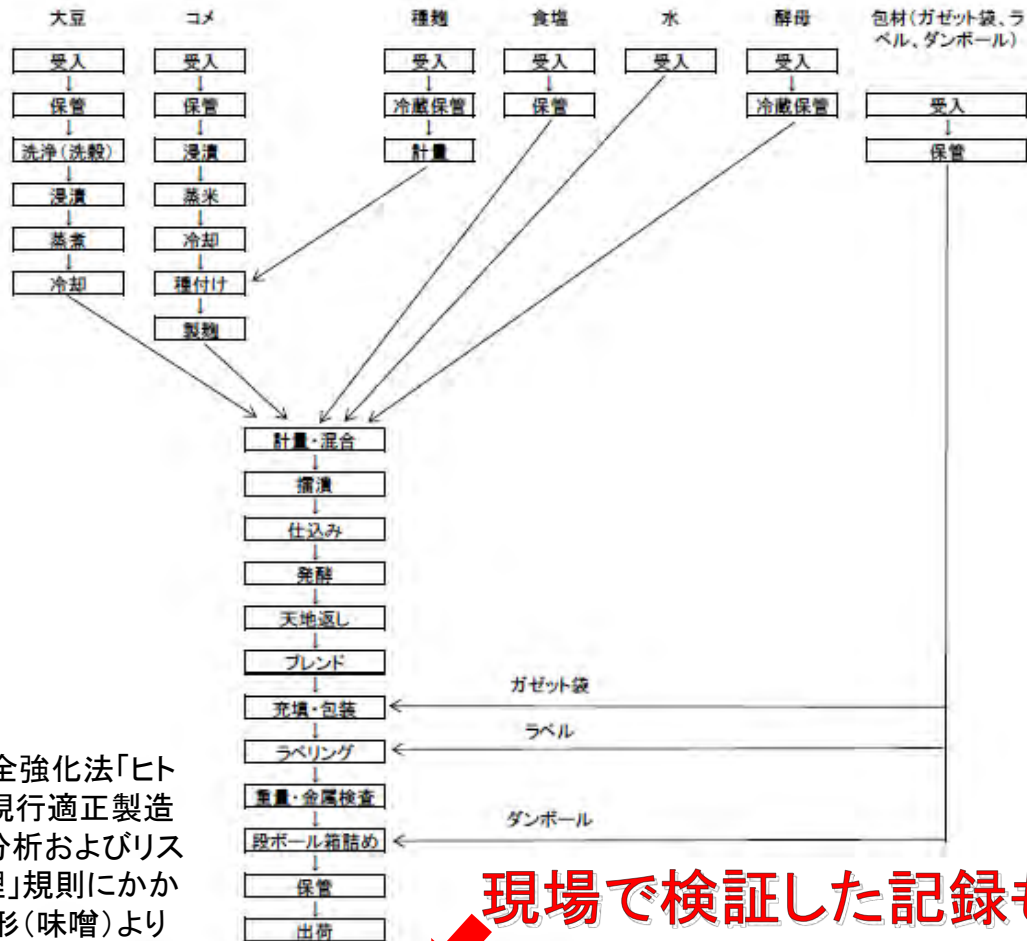 大豆 コメ 種麹 食塩 水 酵母 包材(ガゼット袋、ラ
ベル、ダンボール)
受入 受入 受入 受入 受入 受入
↓ ↓ ↓ ↓ ↓
保管 保管 冷蔵保管 保管 冷蔵保管 受入
↓ ↓ ↓ ↓
洗浄(洗穀) 浸漬 計量 保管
↓ ↓
浸漬 蒸米
↓ ↓
蒸煮 冷却
↓ ↓
冷却 種付け
↓
製麹
計量・混合
↓
擂潰
↓
仕込み
↓
発酵
↓
天地返し
↓
ブレンド
↓ ガゼット袋
充填・包装
↓ ラベル
ラベリング
↓
重量・金属検査
↓ ダンボール
段ボール箱詰め
↓
保管
↓
出荷
全強化法「ヒト
現行適正製造
分析およびリス
理」規則にかか
形(味噌)より
現場で検証した記録も